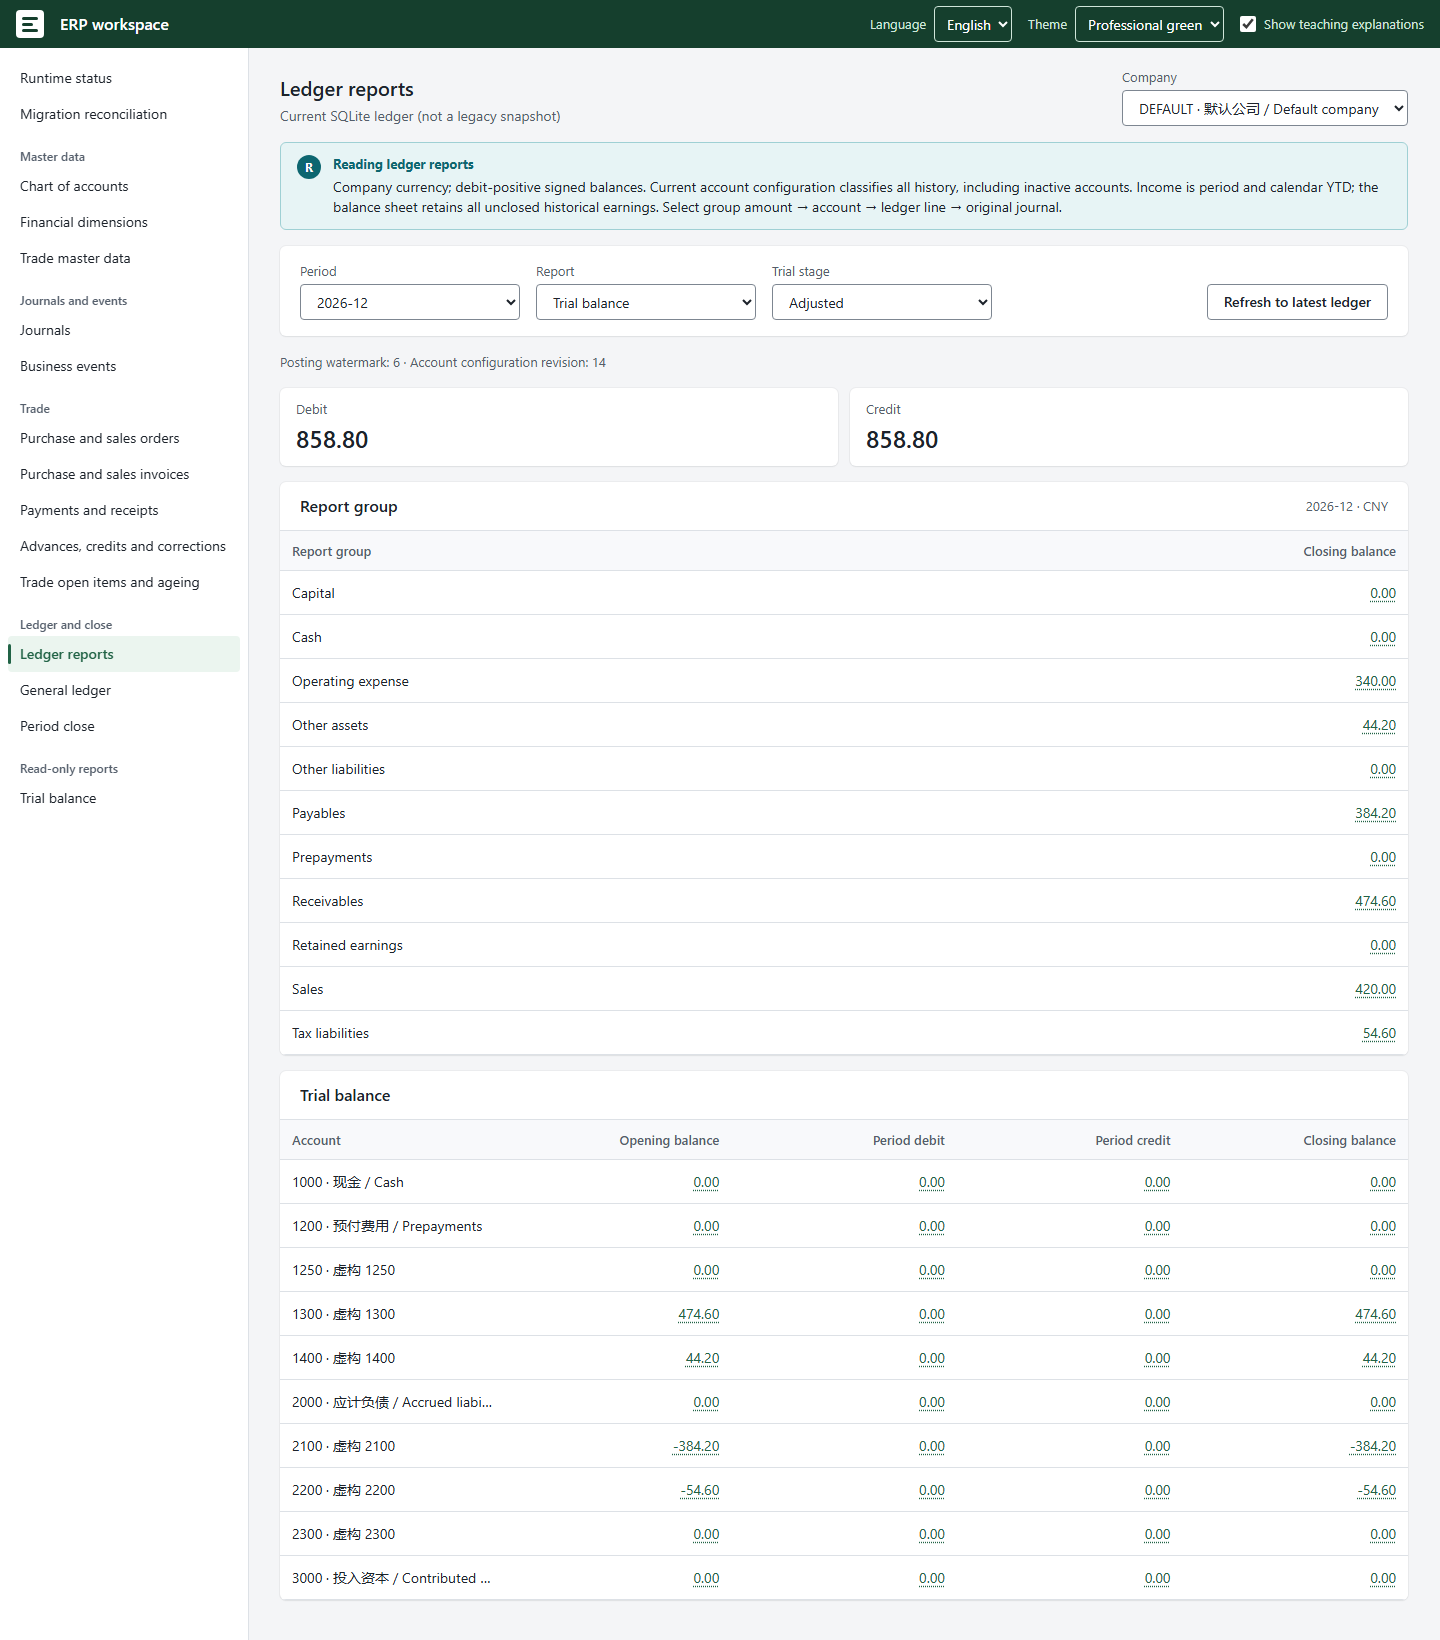 ERP workspace
Language English Theme Professional green Show teaching explanations
Runtime status
Migration reconciliation
Master data
Chart of accounts
Financial dimensions
Trade master data
Journals and events
Journals
Business events
Trade
Purchase and sales orders
Purchase and sales invoices
Payments and receipts
Advances, credits and corrections
Trade open items and ageing
Ledger and close
Ledger reports
General ledger
Period close
Read-only reports
Trial balance
Ledger reports
Current SQLite ledger (not a legacy snapshot)
Company
DEFAULT · 默认公司 / Default company
R
Reading ledger reports
Company currency; debit-positive signed balances. Current account configuration classifies all history, including inactive accounts. Income is period and calendar YTD; the
balance sheet retains all unclosed historical earnings. Select group amount → account → ledger line → original journal.
Period Report Trial stage
2026-12 Trial balance Adjusted Refresh to latest ledger
Posting watermark: 6 · Account configuration revision: 14
Debit
858.80
Credit
858.80
Report group 2026-12 · CNY
Report group Closing balance
Capital 0.00
Cash 0.00
Operating expense 340.00
Other assets 44.20
Other liabilities 0.00
Payables 384.20
Prepayments 0.00
Receivables 474.60
Retained earnings 0.00
Sales 420.00
Tax liabilities 54.60
Trial balance
Account Opening balance Period debit Period credit Closing balance
1000 · 现金 / Cash 0.00 0.00 0.00 0.00
1200 · 预付费用 / Prepayments 0.00 0.00 0.00 0.00
1250 · 虚构 1250 0.00 0.00 0.00 0.00
1300 · 虚构 1300 474.60 0.00 0.00 474.60
1400 · 虚构 1400 44.20 0.00 0.00 44.20
2000 · 应计负债 / Accrued liabi... 0.00 0.00 0.00 0.00
2100 · 虚构 2100 -384.20 0.00 0.00 -384.20
2200 · 虚构 2200 -54.60 0.00 0.00 -54.60
2300 · 虚构 2300 0.00 0.00 0.00 0.00
3000 · 投入资本 / Contributed ... 0.00 0.00 0.00 0.00